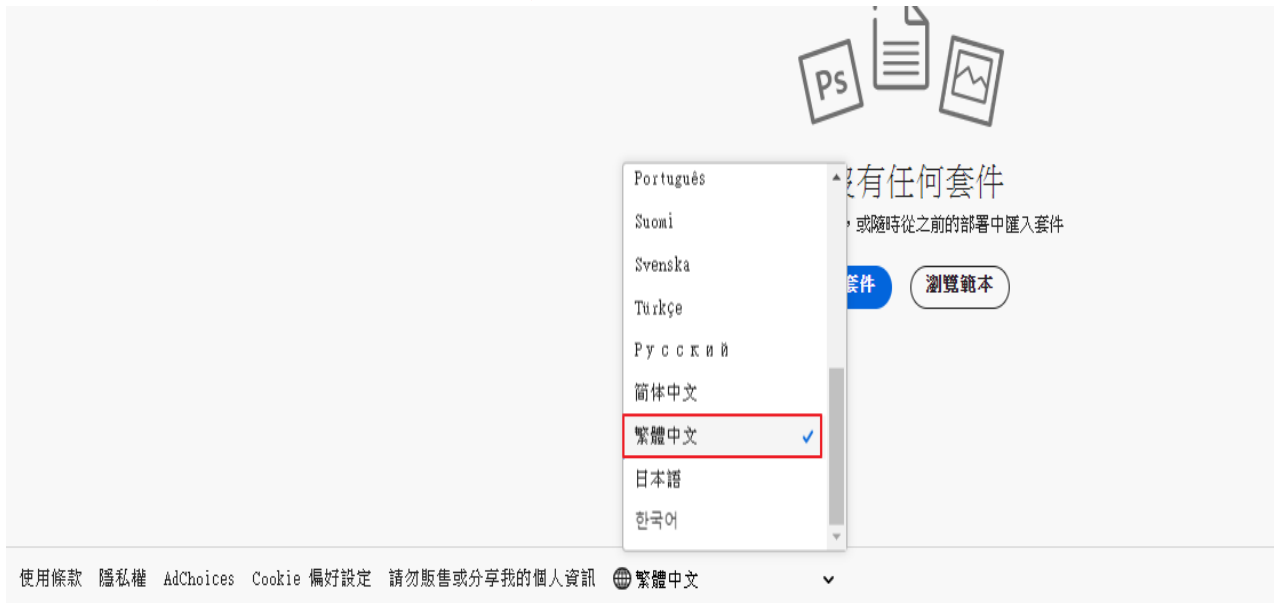 Ps
有任何套件
,或隨時從之前的部署中匯入套件
套件
瀏覽範本
Português
Suomi
Svenska
Türkçe
Русский
简体中文
繁體中文
日本語
한국어
使用條款 隱私權 AdChoices Cookie 偏好設定 請勿販售或分享我的個人資訊 繁體中文